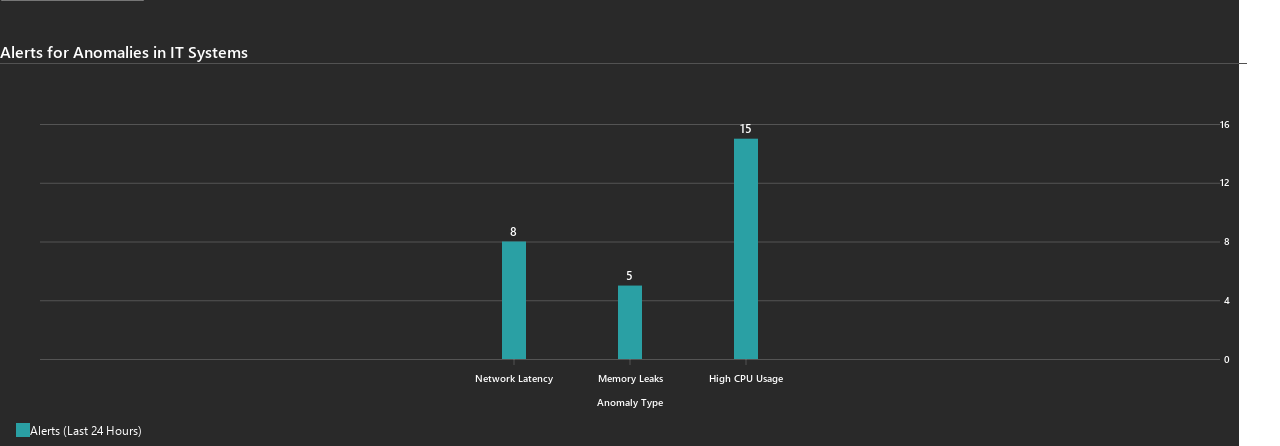 Alerts for Anomalies in IT Systems
16
12
8
4
0
8
5
15
Network Latency
Memory Leaks
High CPU Usage
Anomaly Type
Alerts (Last 24 Hours)